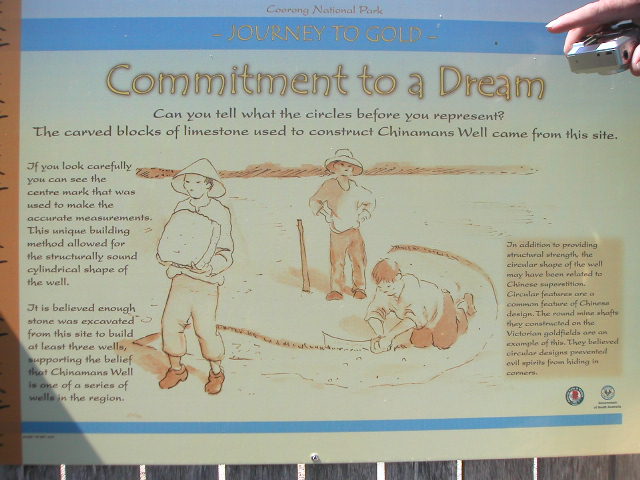 Coorong National Park
~ JOURNEY TO GOLD ~
Commitment to a Dream
Can you tell what the circles before you represent?
The carved blocks of limestone used to construct Chinamans Well came from this site.
If you look carefully
you can see the
centre mark that was
used to make the
accurate measurements.
This unique building
method allowed for
the structurally sound
cylindrical shape of
the well.
It is believed enough
stone was excavated
from this site to build
at least three wells,
supporting the belief
that Chinamans Well
is one of a series of
wells in the region.
In addition to providing
structural strength, the
circular shape of the well
may have been related to
Chinese superstition.
Circular features are a
common feature of Chinese
design. The round mine shafts
they constructed on the
Victorian goldfields are an
example of this. They believed
circular designs prevented
evil spirits from hiding in
corners.
Government
of South Australia